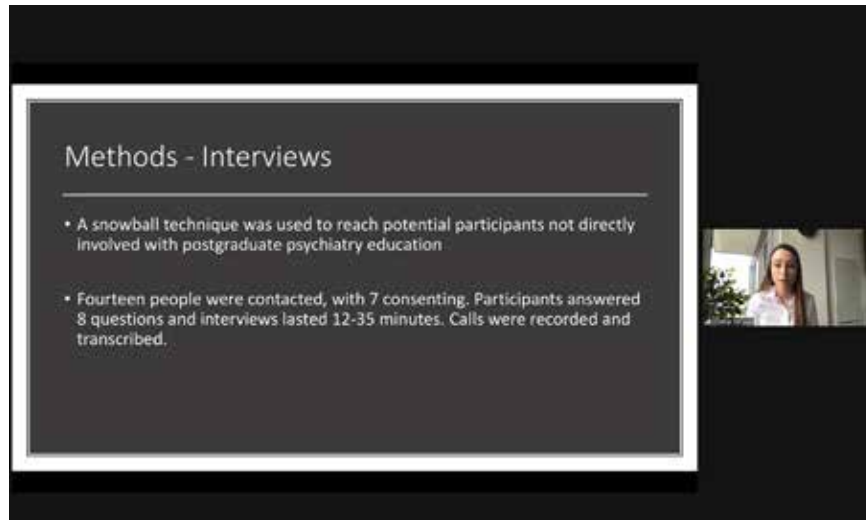 Methods - Interviews
• A snowball technique was used to reach potential participants not directly
involved with postgraduate psychiatry education
• Fourteen people were contacted, with 7 consenting. Participants answered
8 questions and interviews lasted 12-35 minutes. Calls were recorded and
transcribed.